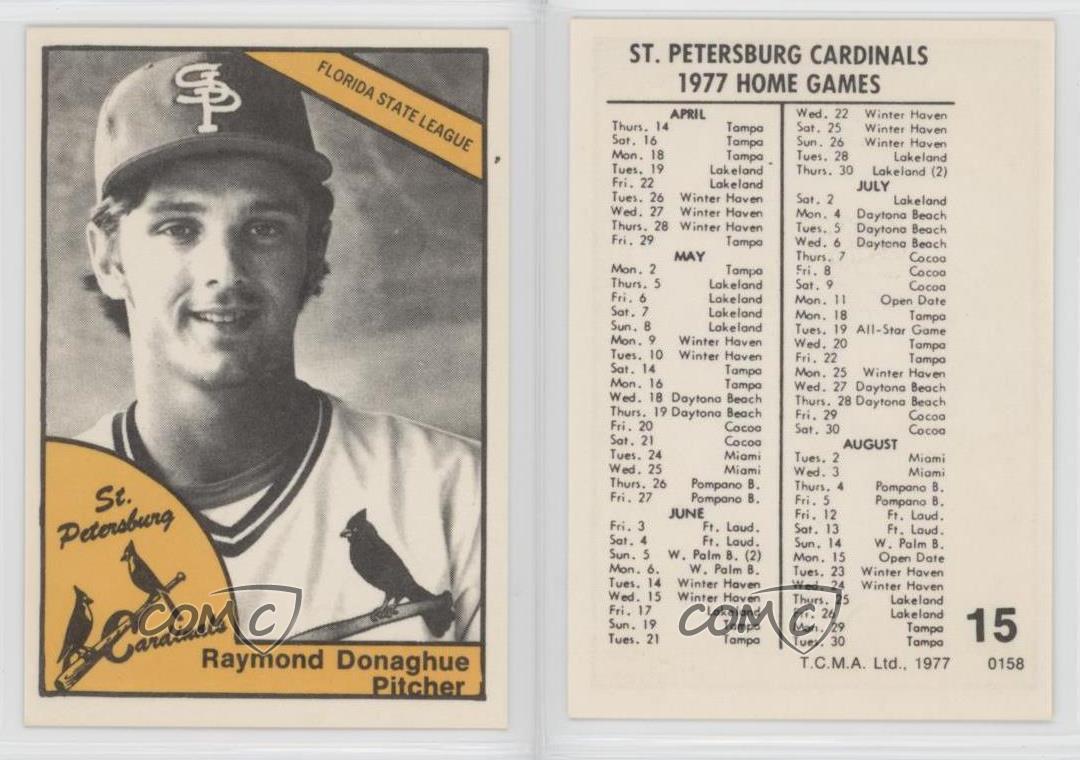 StP
FLORIDA STATE LEAGUE
St.
Petersburg
Cardinals
Raymond Donaghue
Pitcher
COMC
ST. PETERSBURG CARDINALS
1977 HOME GAMES
APRIL
Thurs. 14 Tampa
Sat. 16 Tampa
Mon. 18 Tampa
Tues. 19 Lakeland
Fri. 22 Lakeland
Tues. 26 Winter Haven
Wed. 27 Winter Haven
Thurs. 28 Winter Haven
Fri. 29 Tampa
MAY
Mon. 2 Tampa
Thurs. 5 Lakeland
Fri. 6 Lakeland
Sat. 7 Lakeland
Sun. 8 Lakeland
Mon. 9 Winter Haven
Tues. 10 Winter Haven
Sat. 14 Tampa
Mon. 16 Tampa
Wed. 18 Daytona Beach
Thurs. 19 Daytona Beach
Fri. 20 Cocoa
Sat. 21 Cocoa
Tues. 24 Miami
Wed. 25 Miami
Thurs. 26 Pompano B.
Fri. 27 Pompano B.
JUNE
Fri. 3 Ft. Laud.
Sat. 4 Ft. Laud.
Sun. 5 W. Palm B. (2)
Mon. 6. W. Palm B.
Tues. 14 Winter Haven
Wed. 15 Winter Haven
Fri. 17 Lakeland
Sun. 19 Tampa
Tues. 21 Tampa
Wed. 22 Winter Haven
Sat. 25 Winter Haven
Sun. 26 Winter Haven
Tues. 28 Lakeland
Thurs. 30 Lakeland (2)
JULY
Sat. 2 Lakeland
Mon. 4 Daytona Beach
Tues. 5 Daytona Beach
Wed. 6 Daytona Beach
Thurs. 7 Cocoa
Fri. 8 Cocoa
Sat. 9 Cocoa
Mon. 11 Open Date
Mon. 18 Tampa
Tues. 19 All-Star Game
Wed. 20 Tampa
Fri. 22 Tampa
Mon. 25 Winter Haven
Wed. 27 Daytona Beach
Thurs. 28 Daytona Beach
Fri. 29 Cocoa
Sat. 30 Cocoa
AUGUST
Tues. 2 Miami
Wed. 3 Miami
Thurs. 4 Pompano B.
Fri. 5 Pompano B.
Fri. 12 Ft. Laud.
Sat. 13 Ft. Laud.
Sun. 14 W. Palm B.
Mon. 15 Open Date
Tues. 23 Winter Haven
Wed. 24 Winter Haven
Thurs. 25 Lakeland
Fri. 26 Lakeland
Mon. 29 Tampa
Tues. 30 Tampa
COMC
15
T.C.M.A. Ltd., 1977 0158